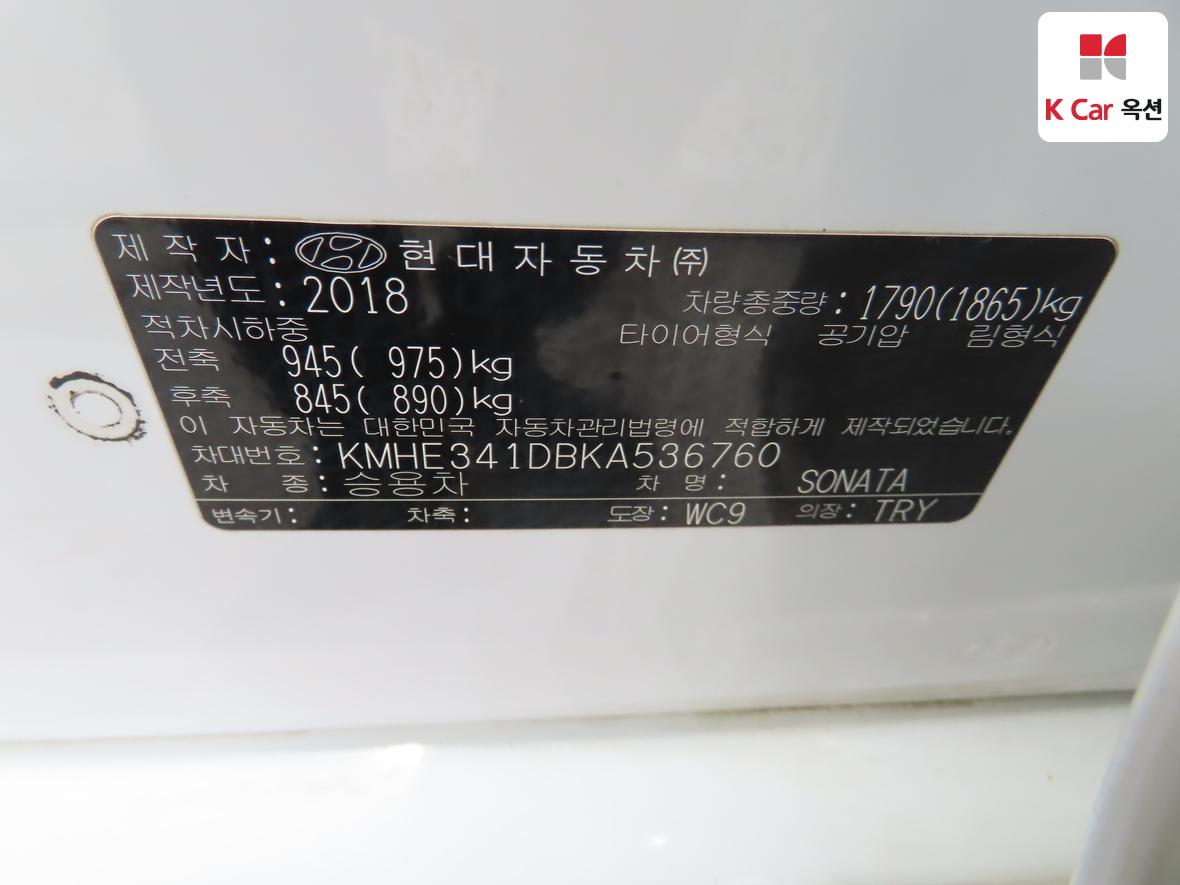 K Car 옥션
제 작 자 : 현 대 자 동 차 ㈜
제작년도 : 2018 차량총중량 : 1790(1865)kg
적차시하중 타이어형식 공기압 림형식
전축 945( 975)kg
후축 845( 890)kg
이 자동차는 대한민국 자동차관리법령에 적합하게 제작되었습니다.
차대번호 : KMHE341DBKA536760
차 종 : 승용차 차 명 : SONATA
변속기 : 차축 : 도장 : WC9 의장 : TRY